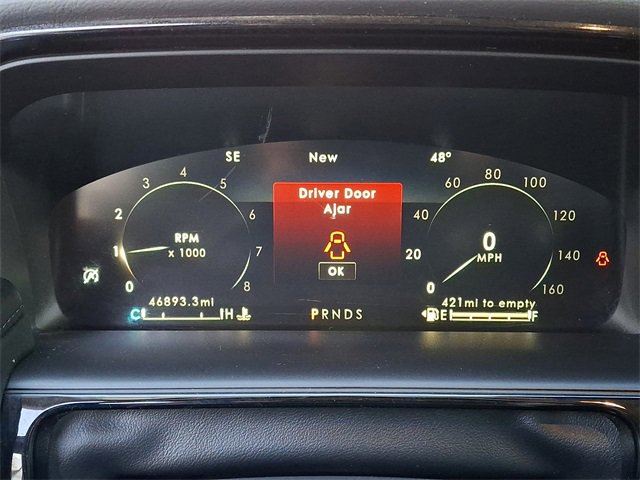 SE New 48°
Driver Door
Ajar
OK
0 1 2 3 4 5 6 7 8
RPM
x 1000
0 20 40 60 80 100 120 140 160
0
MPH
46893.3mi
421mi to empty
C H
PRNDS
E F